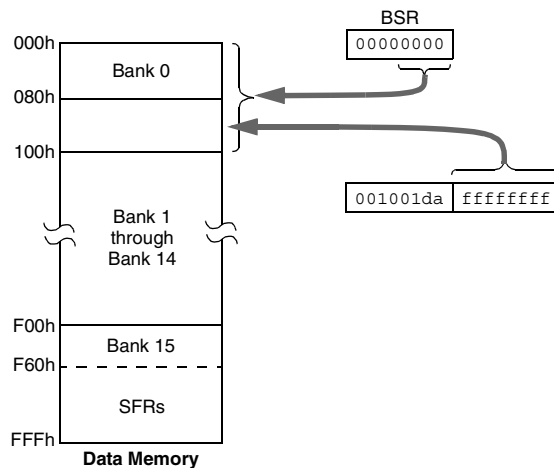 BSR
000h
00000000
Bank 0
080h
100h
001001da ffffffff
Bank 1
through
Bank 14
F00h
Bank 15
F60h
SFRs
FFFh
Data Memory